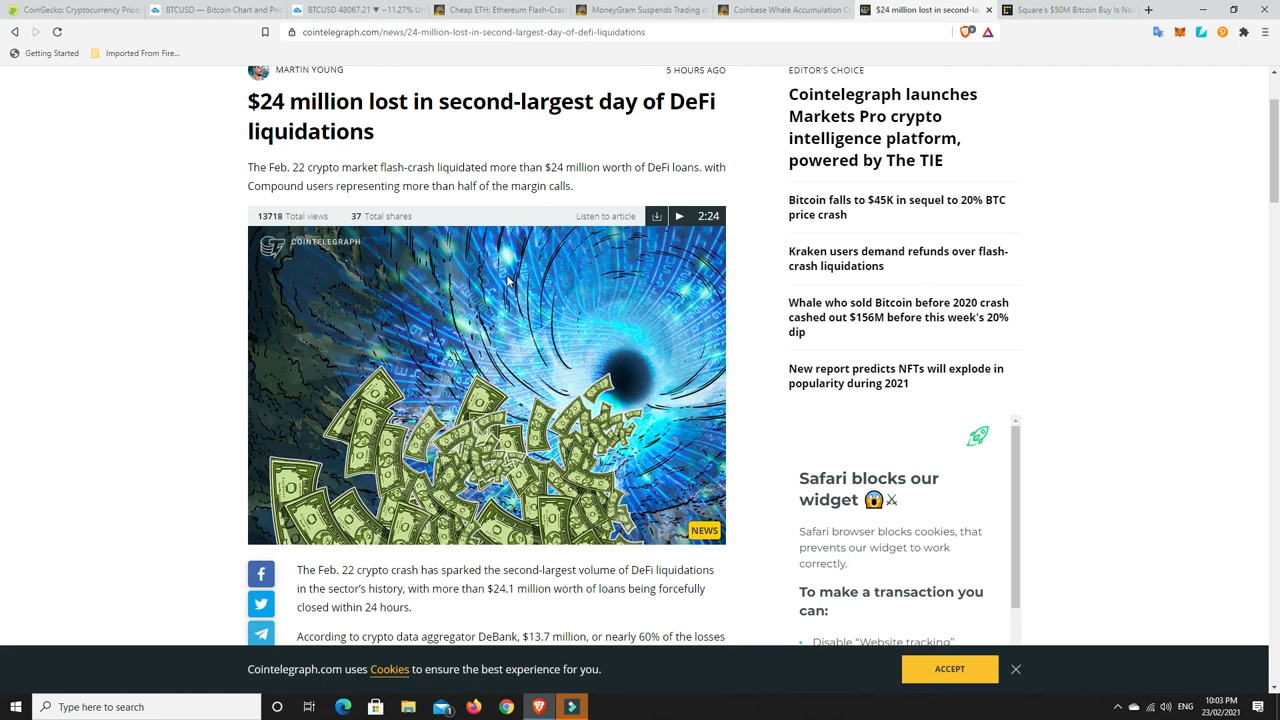 CoinGecko: Cryptocurrency Price
BTCUSD — Bitcoin Chart and Pri
BTCUSD 48067.21 ▼ −11.27% Un
Cheap ETH: Ethereum Flash-Cras
MoneyGram Suspends Trading o
Coinbase Whale Accumulation C
$24 million lost in second-la
Square's $50M Bitcoin Buy Is No
cointelegraph.com/news/24-million-lost-in-second-largest-day-of-defi-liquidations
Getting Started
Imported From Fire...
MARTIN YOUNG
5 HOURS AGO
$24 million lost in second-largest day of DeFi
liquidations
The Feb. 22 crypto market flash-crash liquidated more than $24 million worth of DeFi loans, with
Compound users representing more than half of the margin calls.
13718 Total views
37 Total shares
Listen to article
2:24
COINTELEGRAPH
NEWS
The Feb. 22 crypto crash has sparked the second-largest volume of DeFi liquidations
in the sector's history, with more than $24.1 million worth of loans being forcefully
closed within 24 hours.
According to crypto data aggregator DeBank, $13.7 million, or nearly 60% of the losses
EDITOR'S CHOICE
Cointelegraph launches
Markets Pro crypto
intelligence platform,
powered by The TIE
Bitcoin falls to $45K in sequel to 20% BTC
price crash
Kraken users demand refunds over flash-
crash liquidations
Whale who sold Bitcoin before 2020 crash
cashed out $156M before this week's 20%
dip
New report predicts NFTs will explode in
popularity during 2021
Safari blocks our
widget 😱⚔
Safari browser blocks cookies, that
prevents our widget to work
correctly.
To make a transaction you
can:
• Disable "Website tracking"
Cointelegraph.com uses Cookies to ensure the best experience for you.
ACCEPT
Type here to search
ENG
10:03 PM
23/02/2021